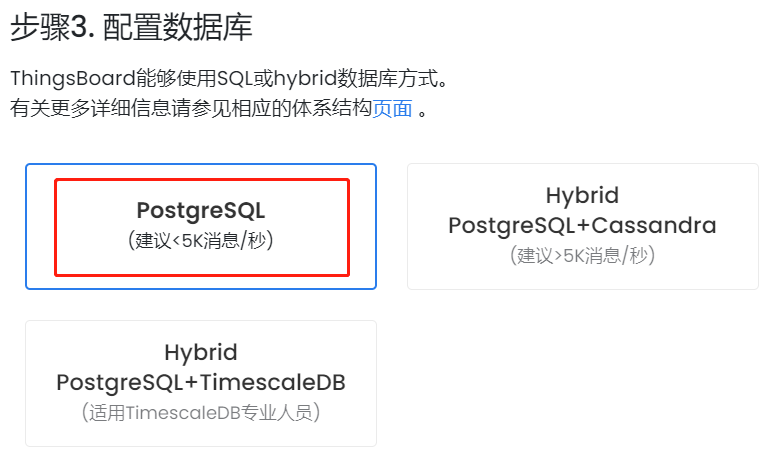 步骤3. 配置数据库
ThingsBoard能够使用SQL或hybrid数据库方式。
有关更多详细信息请参见相应的体系结构页面 。
PostgreSQL
(建议<5K消息/秒)
Hybrid
PostgreSQL+Cassandra
(建议>5K消息/秒)
Hybrid
PostgreSQL+TimescaleDB
(适用TimescaleDB专业人员)